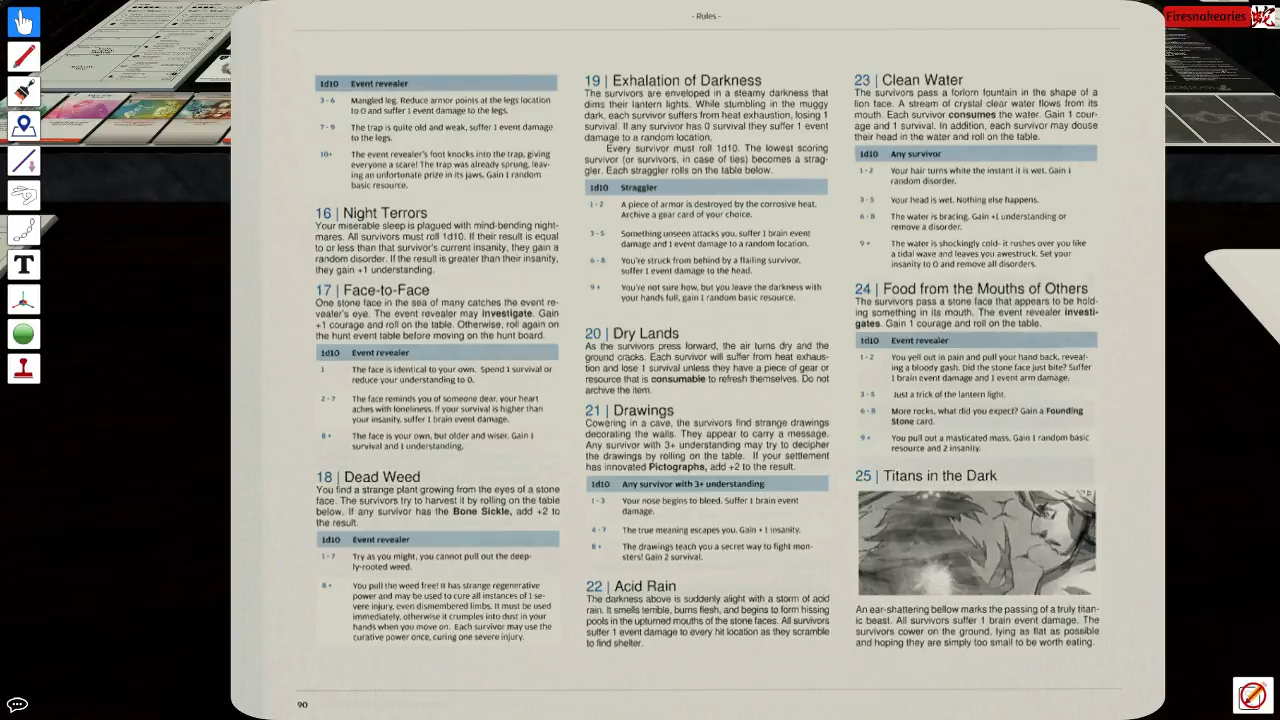 - Rules -
Firesnakearies
1d10 Event revealer
3 - 6 Mangled leg. Reduce armor points at the legs location
to 0 and suffer 1 event damage to the legs.
7 - 9 The trap is quite old and weak, suffer 1 event damage
to the legs.
10+ The event revealer's foot knocks into the trap, giving
everyone a scare! The trap was already sprung, leav-
ing an unfortunate prize in its jaws. Gain 1 random
basic resource.
16 | Night Terrors
Your miserable sleep is plagued with mind-bending night-
mares. All survivors must roll 1d10. If their result is equal
to or less than that survivor's current insanity, they gain a
random disorder. If the result is greater than their insanity,
they gain +1 understanding.
17 | Face-to-Face
One stone face in the sea of many catches the event re-
vealer's eye. The event revealer may investigate. Gain
+1 courage and roll on the table. Otherwise, roll again on
the hunt event table before moving on the hunt board.
1d10 Event revealer
1 The face is identical to your own. Spend 1 survival or
reduce your understanding to 0.
2 - 7 The face reminds you of someone dear, your heart
aches with loneliness. If your survival is higher than
your insanity, suffer 1 brain event damage.
8 + The face is your own, but older and wiser. Gain 1
survival and 1 understanding.
18 | Dead Weed
You find a strange plant growing from the eyes of a stone
face. The survivors try to harvest it by rolling on the table
below. If any survivor has the Bone Sickle, add +2 to
the result.
1d10 Event revealer
1 - 7 Try as you might, you cannot pull out the deep-
ly-rooted weed.
8 + You pull the weed free! It has strange regenerative
power and may be used to cure all instances of 1 se-
vere injury, even dismembered limbs. It must be used
immediately, otherwise it crumples into dust in your
hands when you move on. Each survivor may use the
curative power once, curing one severe injury.
19 | Exhalation of Darkness
The survivors are enveloped in a steamy darkness that
dims their lantern lights. While stumbling in the muggy
dark, each survivor suffers from heat exhaustion, losing 1
survival. If any survivor has 0 survival they suffer 1 event
damage to a random location.
Every survivor must roll 1d10. The lowest scoring
survivor (or survivors, in case of ties) becomes a strag-
gler. Each straggler rolls on the table below.
1d10 Straggler
1 - 2 A piece of armor is destroyed by the corrosive heat.
Archive a gear card of your choice.
3 - 5 Something unseen attacks you, suffer 1 brain event
damage and 1 event damage to a random location.
6 - 8 You're struck from behind by a flailing survivor,
suffer 1 event damage to the head.
9 + You're not sure how, but you leave the darkness with
your hands full, gain 1 random basic resource.
20 | Dry Lands
As the survivors press forward, the air turns dry and the
ground cracks. Each survivor will suffer from heat exhaus-
tion and lose 1 survival unless they have a piece of gear or
resource that is consumable to refresh themselves. Do not
archive the item.
21 | Drawings
Cowering in a cave, the survivors find strange drawings
decorating the walls. They appear to carry a message.
Any survivor with 3+ understanding may try to decipher
the drawings by rolling on the table. If your settlement
has innovated Pictographs, add +2 to the result.
1d10 Any survivor with 3+ understanding
1 - 3 Your nose begins to bleed. Suffer 1 brain event
damage.
4 - 7 The true meaning escapes you. Gain +1 insanity.
8 + The drawings teach you a secret way to fight mon-
sters! Gain 2 survival.
22 | Acid Rain
The darkness above is suddenly alight with a storm of acid
rain. It smells terrible, burns flesh, and begins to form hissing
pools in the upturned mouths of the stone faces. All survivors
suffer 1 event damage to every hit location as they scramble
to find shelter.
23 | Clear Water
The survivors pass a forlorn fountain in the shape of a
lion face. A stream of crystal clear water flows from its
mouth. Each survivor consumes the water. Gain 1 cour-
age and 1 survival. In addition, each survivor may douse
their head in the water and roll on the table.
1d10 Any survivor
1 - 2 Your hair turns white the instant it is wet. Gain 1
random disorder.
3 - 5 Your head is wet. Nothing else happens.
6 - 8 The water is bracing. Gain +1 understanding or
remove a disorder.
9 + The water is shockingly cold- it rushes over you like
a tidal wave and leaves you awestruck. Set your
insanity to 0 and remove all disorders.
24 | Food from the Mouths of Others
The survivors pass a stone face that appears to be hold-
ing something in its mouth. The event revealer investi-
gates. Gain 1 courage and roll on the table.
1d10 Event revealer
1 - 2 You yell out in pain and pull your hand back, reveal-
ing a bloody gash. Did the stone face just bite? Suffer
1 brain event damage and 1 event arm damage.
3 - 5 Just a trick of the lantern light.
6 - 8 More rocks, what did you expect? Gain a Founding
Stone card.
9 + You pull out a masticated mass. Gain 1 random basic
resource and 2 insanity.
25 | Titans in the Dark
An ear-shattering bellow marks the passing of a truly titan-
ic beast. All survivors suffer 1 brain event damage. The
survivors cower on the ground, lying as flat as possible
and hoping they are simply too small to be worth eating.
90
T